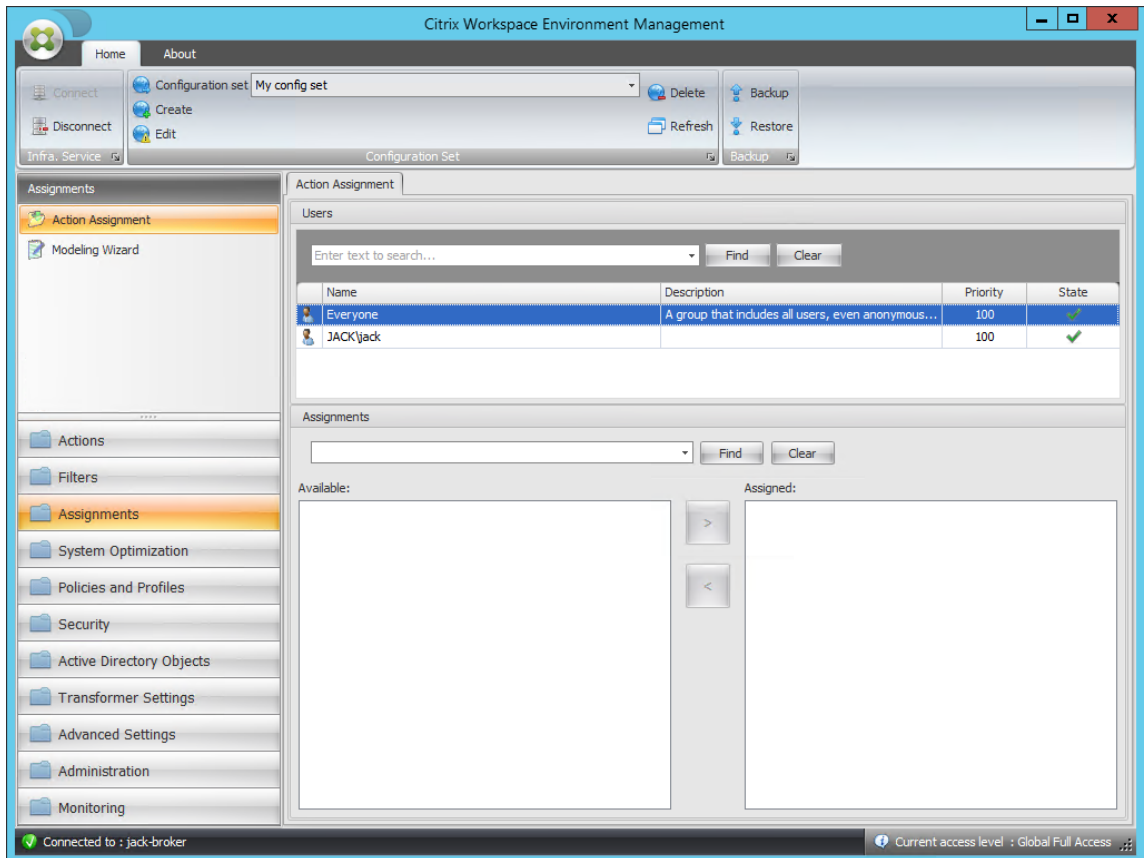 Citrix Workspace Environment Management
Home About
Connect
Disconnect
Infra. Service
Configuration set My config set
Create
Edit
Delete
Refresh
Configuration Set
Backup
Restore
Backup
Assignments
Action Assignment
Modeling Wizard
Actions
Filters
Assignments
System Optimization
Policies and Profiles
Security
Active Directory Objects
Transformer Settings
Advanced Settings
Administration
Monitoring
Action Assignment
Users
Enter text to search... Find Clear
Name Description Priority State
Everyone A group that includes all users, even anonymous... 100
JACK\jack 100
Assignments
Find Clear
Available: Assigned:
>
<
Connected to : jack-broker
Current access level : Global Full Access